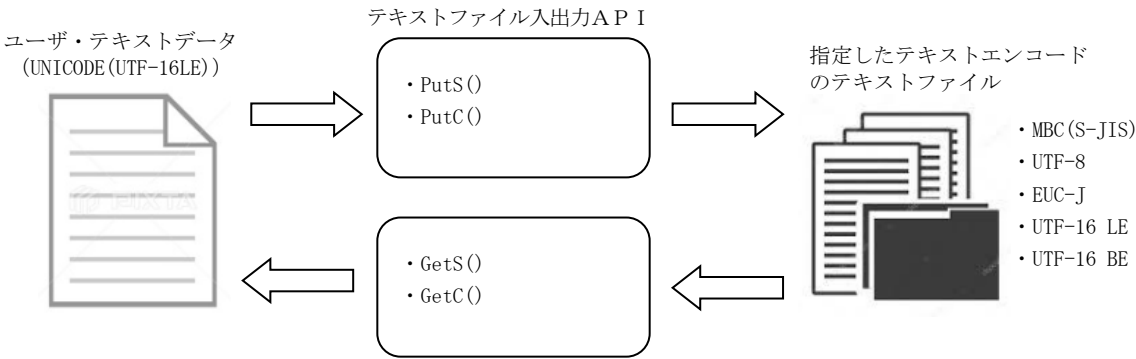 テキストファイル入出力ＡＰＩ
ユーザ・テキストデータ
(UNICODE(UTF-16LE))
・PutS()
・PutC()
指定したテキストエンコード
のテキストファイル
・MBC(S-JIS)
・UTF-8
・EUC-J
・UTF-16 LE
・UTF-16 BE
・GetS()
・GetC()
PIXTA